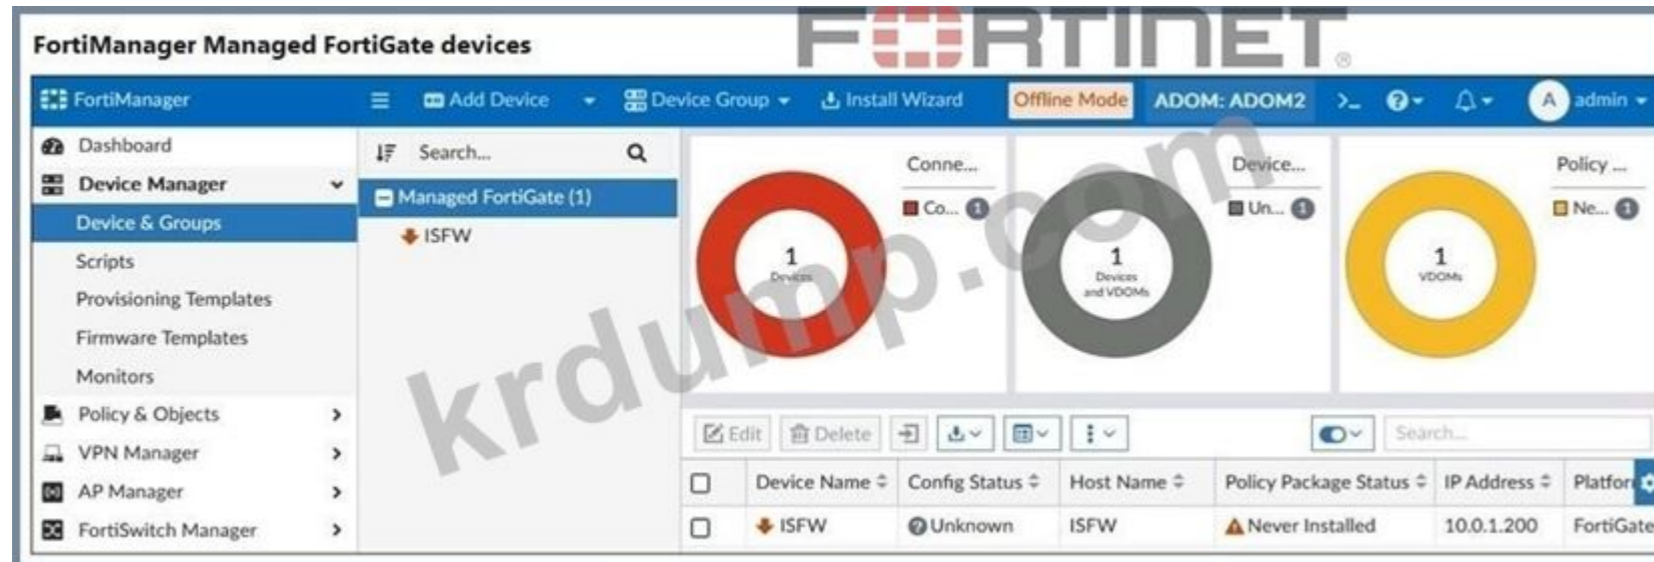 FORTINET®
FortiManager Managed FortiGate devices
FortiManager Add Device Device Group Install Wizard Offline Mode ADOM: ADOM2 >_ ? A admin
Dashboard
Device Manager
Device & Groups
Scripts
Provisioning Templates
Firmware Templates
Monitors
Policy & Objects
VPN Manager
AP Manager
FortiSwitch Manager
Search...
Managed FortiGate (1)
ISFW
Conne...
Co... 1
1
Devices
Device...
Un... 1
1
Devices
and VDOMs
Policy ...
Ne... 1
1
VDOMs
Edit Delete Search...
Device Name Config Status Host Name Policy Package Status IP Address Platfor
ISFW Unknown ISFW Never Installed 10.0.1.200 FortiGate
krdump.com